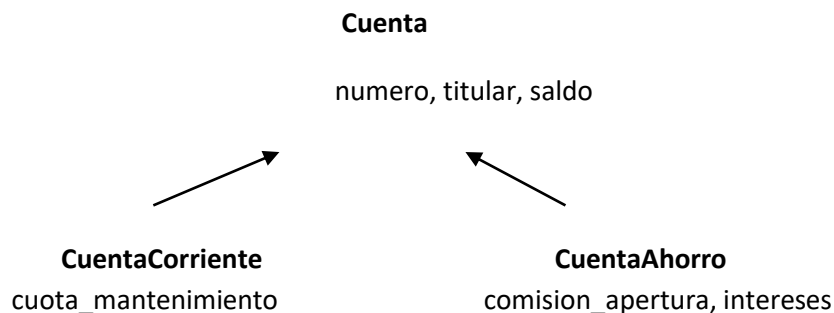 Cuenta
numero, titular, saldo
CuentaCorriente
cuota_mantenimiento
CuentaAhorro
comision_apertura, intereses